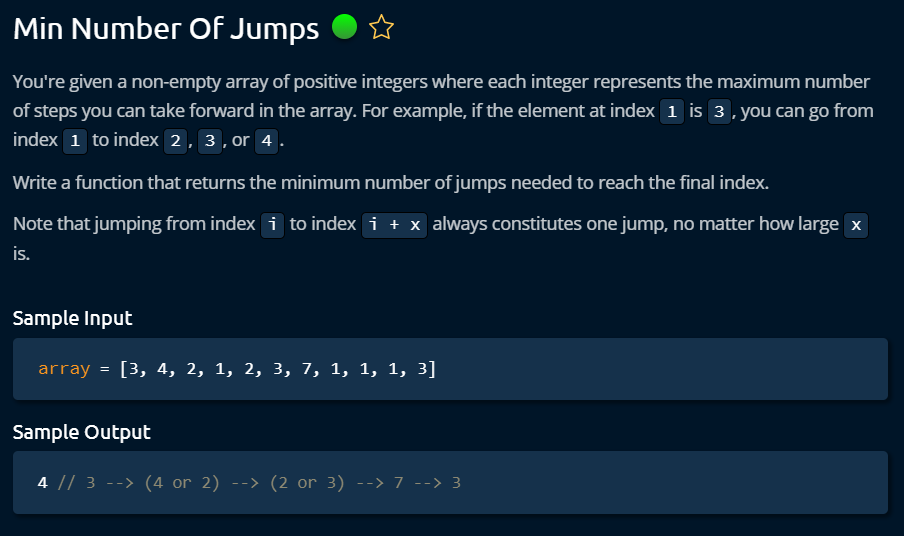 Min Number Of Jumps
You're given a non-empty array of positive integers where each integer represents the maximum number
of steps you can take forward in the array. For example, if the element at index 1 is 3, you can go from
index 1 to index 2, 3, or 4.
Write a function that returns the minimum number of jumps needed to reach the final index.
Note that jumping from index i to index i + x always constitutes one jump, no matter how large x
is.
Sample Input
array = [3, 4, 2, 1, 2, 3, 7, 1, 1, 1, 3]
Sample Output
4 // 3 --> (4 or 2) --> (2 or 3) --> 7 --> 3